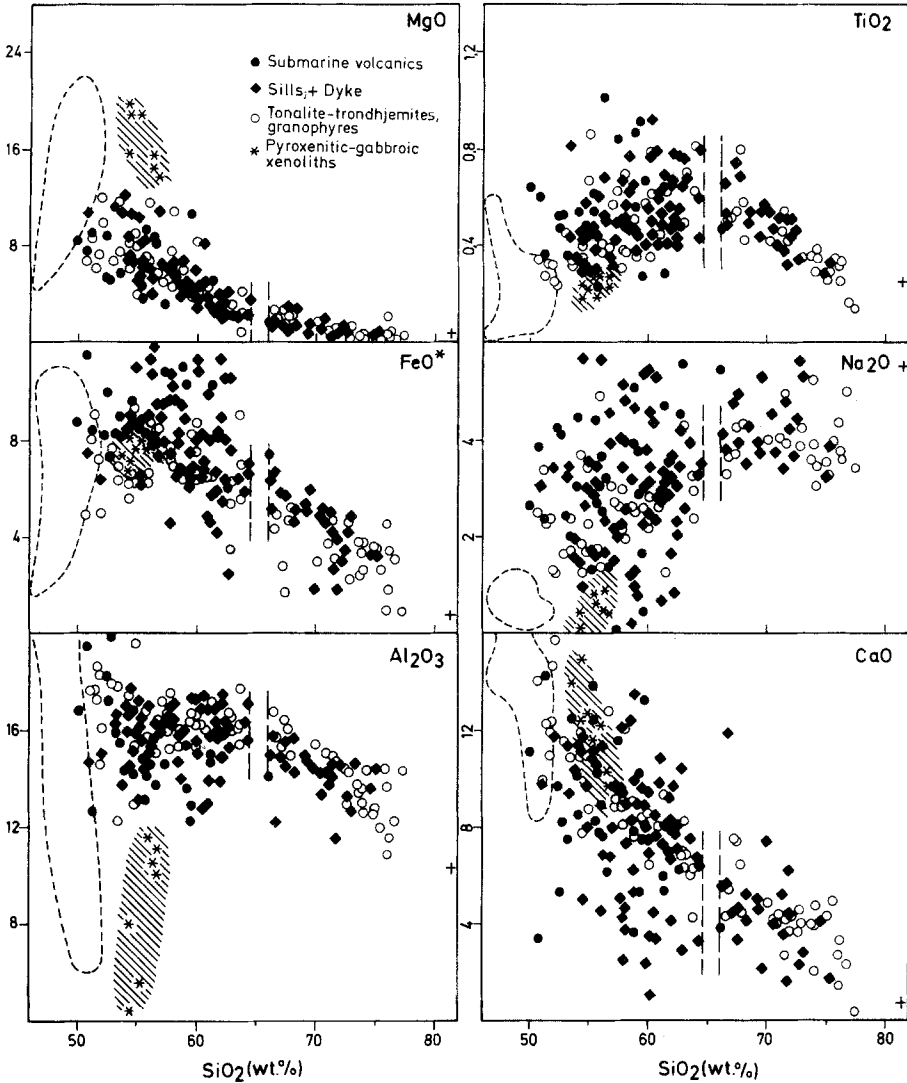 MgO
24
16
8
Submarine volcanics
Sills,+ Dyke
Tonalite-trondhjemites,
granophyres
Pyroxenitic-gabbroic
xenoliths
TiO2
1,2
0,8
0,4
FeO*
8
4
Na2O
4
2
Al2O3
16
12
8
50
60
70
80
SiO2(wt.%)
CaO
12
8
4
50
60
70
80
SiO2(wt.%)